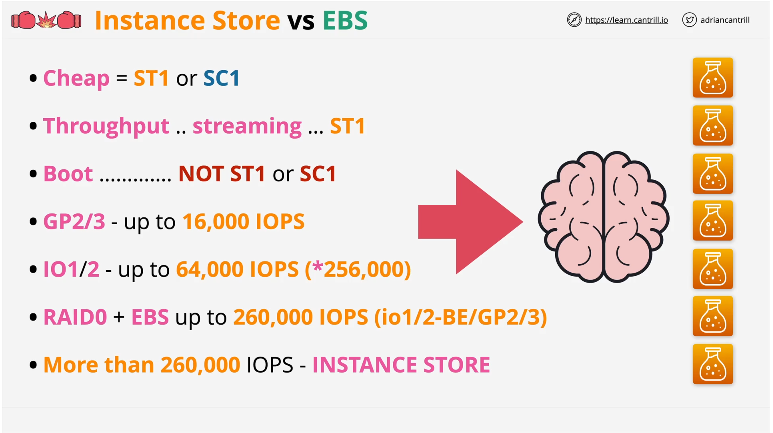 Instance Store vs EBS
https://learn.cantrill.io
adriancantrill
• Cheap = ST1 or SC1
• Throughput .. streaming ... ST1
• Boot ............. NOT ST1 or SC1
• GP2/3 - up to 16,000 IOPS
• IO1/2 - up to 64,000 IOPS (*256,000)
• RAID0 + EBS up to 260,000 IOPS (io1/2-BE/GP2/3)
• More than 260,000 IOPS - INSTANCE STORE